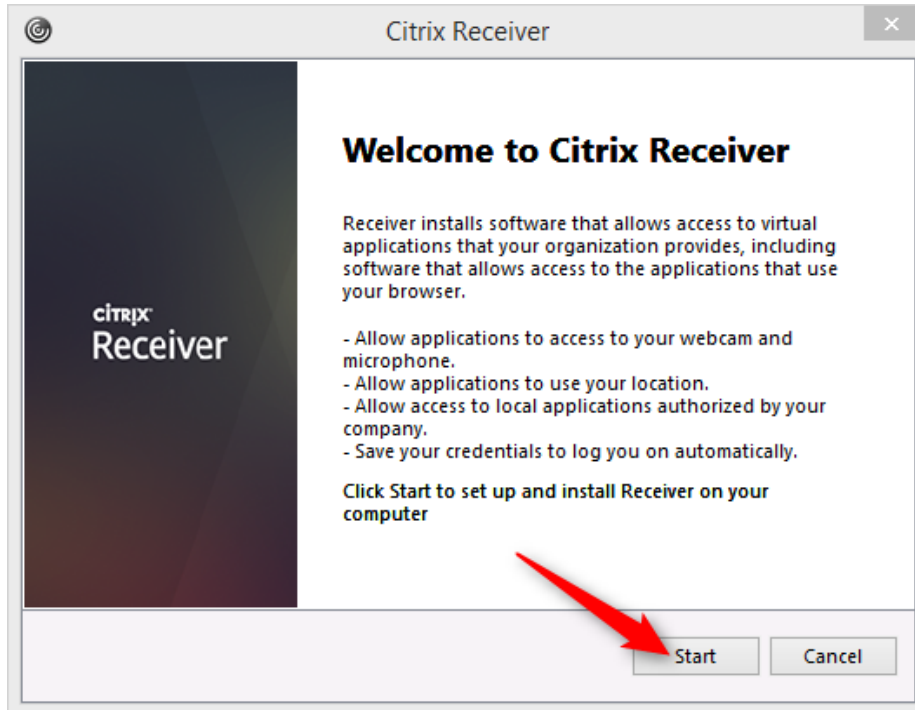 Citrix Receiver
Welcome to Citrix Receiver
Receiver installs software that allows access to virtual
applications that your organization provides, including
software that allows access to the applications that use
your browser.
- Allow applications to access to your webcam and
microphone.
- Allow applications to use your location.
- Allow access to local applications authorized by your
company.
- Save your credentials to log you on automatically.
Click Start to set up and install Receiver on your
computer
CITRIX
Receiver
Start
Cancel